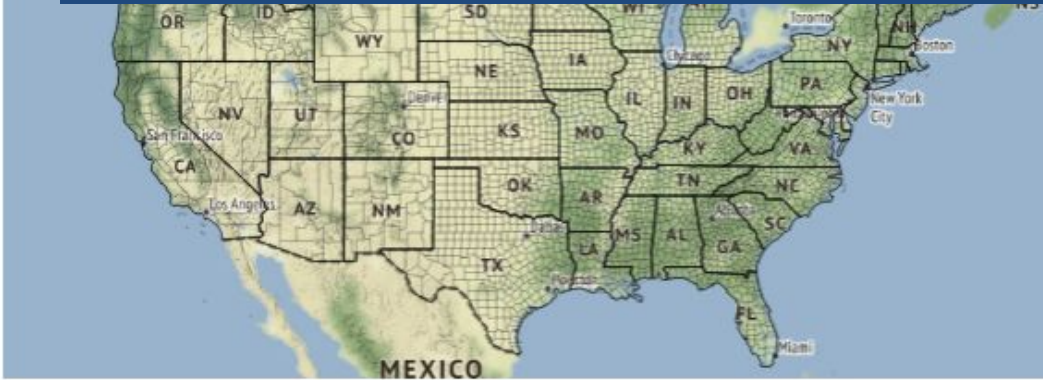 NS
ID
SD
WI
OR
Toronto
NH
WY
NY
Boston
Chicago
IA
NE
PA
OH
IL
IN
Denver
New York
City
NV
UT
CO
KS
MO
San Francisco
KY
VA
CA
TN
OK
NC
AR
Los Angeles
AZ
NM
Atlanta
SC
Dallas
MS
AL
GA
LA
TX
Houston
FL
Miami
MEXICO